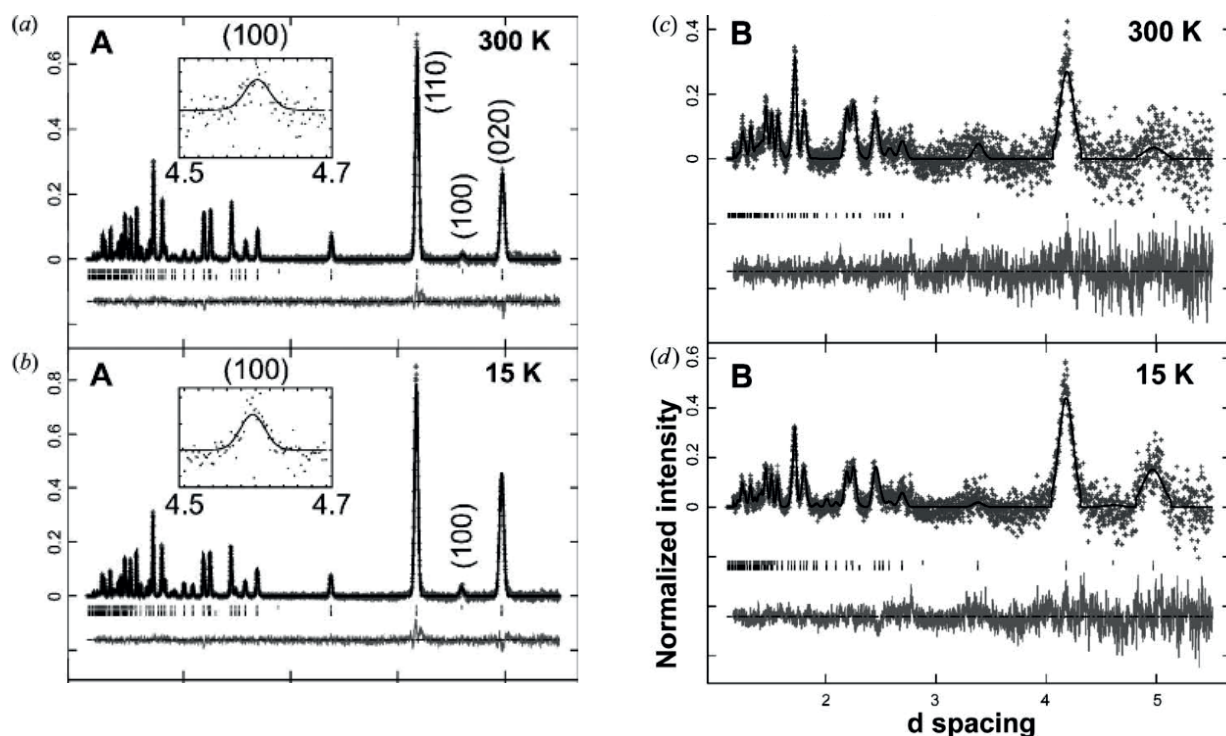 (a)
A
300 K
(100)
4.5
4.7
(110)
(100)
(020)
0.6
0.4
0.2
0
(b)
A
15 K
(100)
4.5
4.7
(100)
0.8
0.6
0.4
0.2
0
(c)
B
300 K
0.4
0.2
0
(d)
B
15 K
0.6
0.4
0.2
0
Normalized intensity
2
3
4
5
d spacing